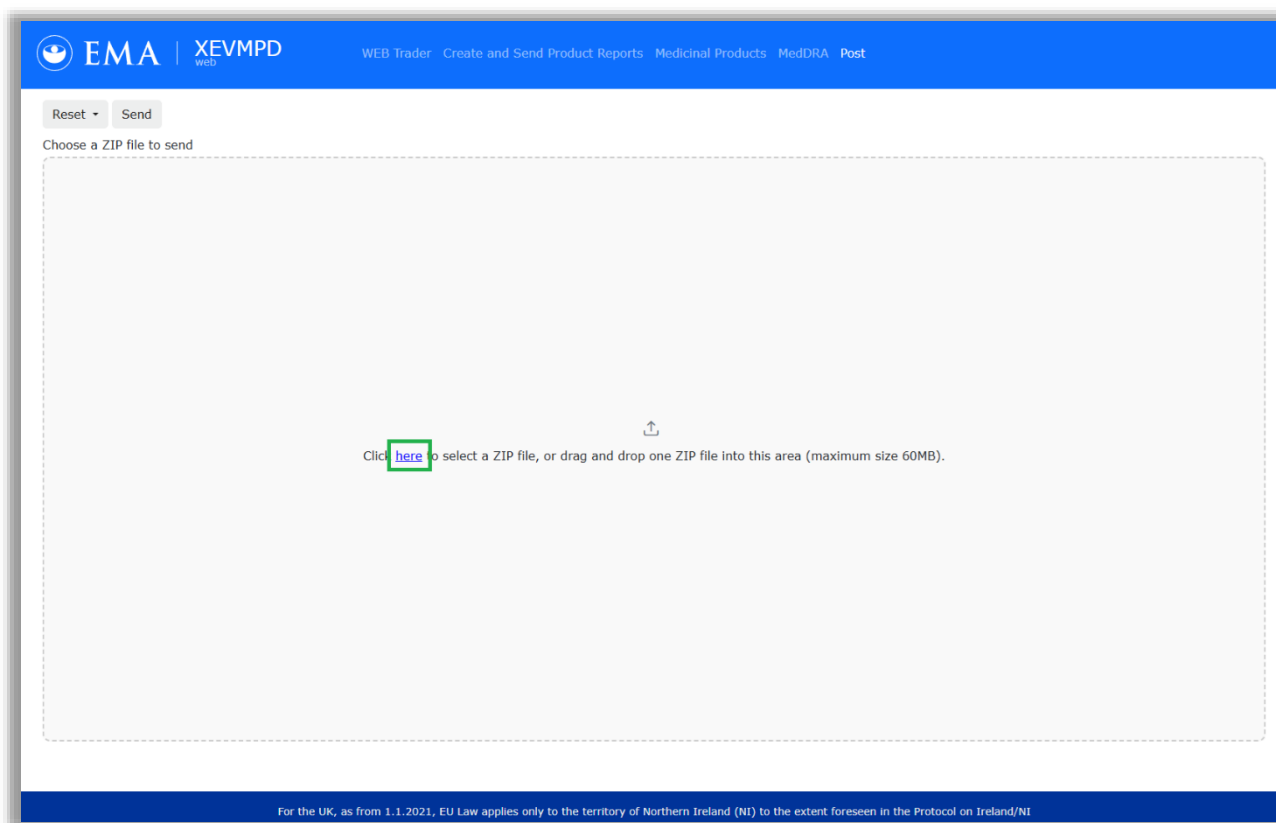 EMA XEVMPD
web
WEB Trader Create and Send Product Reports Medicinal Products MedDRA Post
Reset Send
Choose a ZIP file to send
Click here to select a ZIP file, or drag and drop one ZIP file into this area (maximum size 60MB).
For the UK, as from 1.1.2021, EU Law applies only to the territory of Northern Ireland (NI) to the extent foreseen in the Protocol on Ireland/NI